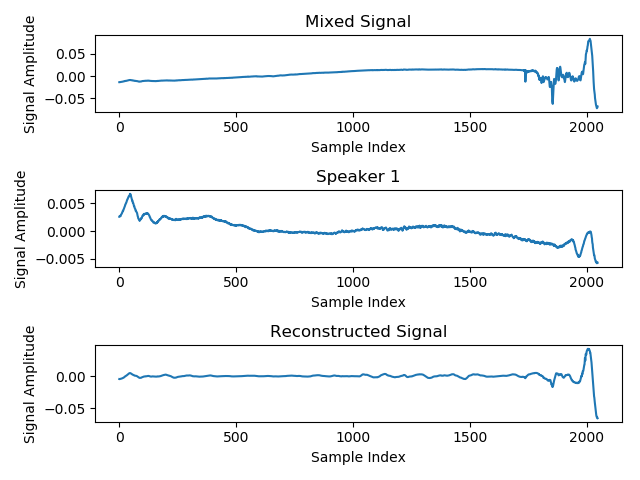 Mixed Signal
Signal Amplitude
0.05
0.00
−0.05
0 500 1000 1500 2000
Sample Index
Speaker 1
Signal Amplitude
0.005
0.000
−0.005
0 500 1000 1500 2000
Sample Index
Reconstructed Signal
Signal Amplitude
0.00
−0.05
0 500 1000 1500 2000
Sample Index